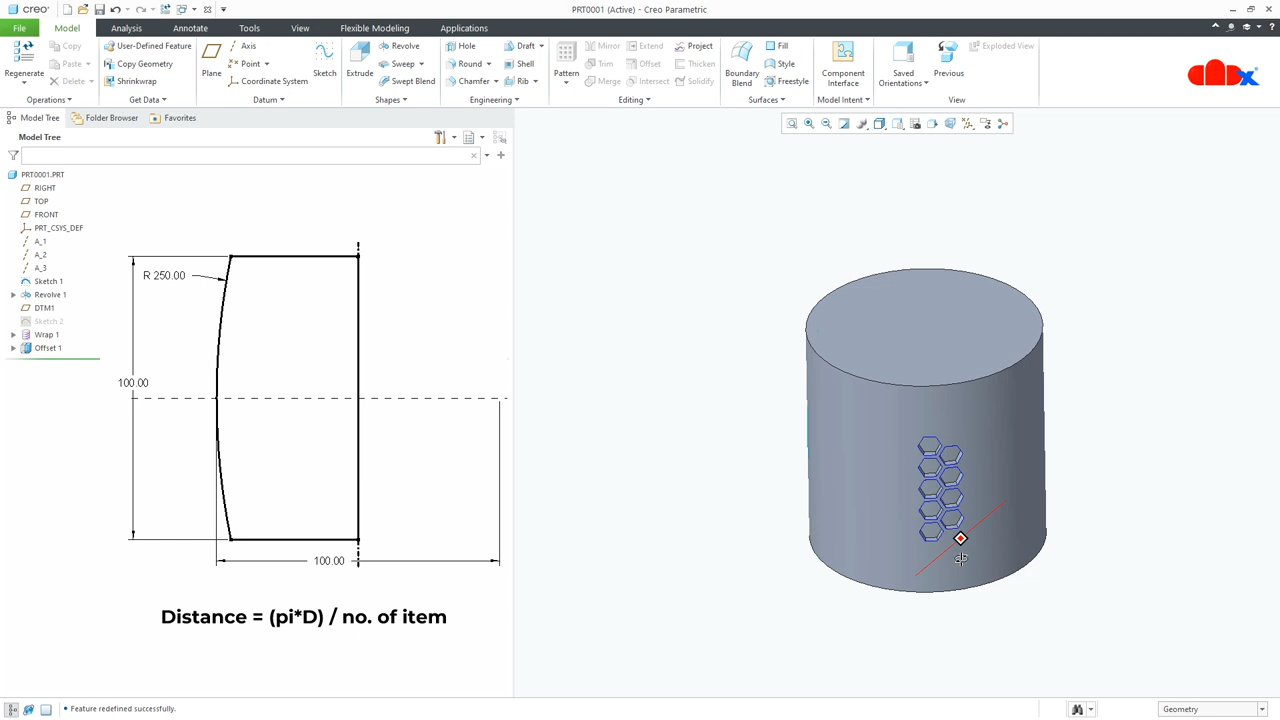 creo
PRT0001 (Active) - Creo Parametric
File Model Analysis Annotate Tools View Flexible Modeling Applications
Regenerate Copy Paste Delete
User-Defined Feature Copy Geometry Shrinkwrap
Plane Axis Point Coordinate System Sketch
Extrude Revolve Sweep Swept Blend
Hole Round Chamfer Draft Shell Rib
Pattern Mirror Trim Merge Extend Offset Intersect Project Thicken Solidify
Boundary Blend Fill Style Freestyle
Component Interface
Saved Orientations Previous Exploded View
Operations Get Data Datum Shapes Engineering Editing Surfaces Model Intent View
Model Tree Folder Browser Favorites
Model Tree
PRT0001.PRT
RIGHT
TOP
FRONT
PRT_CSYS_DEF
A_1
A_2
A_3
Sketch 1
Revolve 1
DTM1
Sketch 2
Wrap 1
Offset 1
R 250.00
100.00
100.00
Distance = (pi*D) / no. of item
Feature redefined successfully.
Geometry